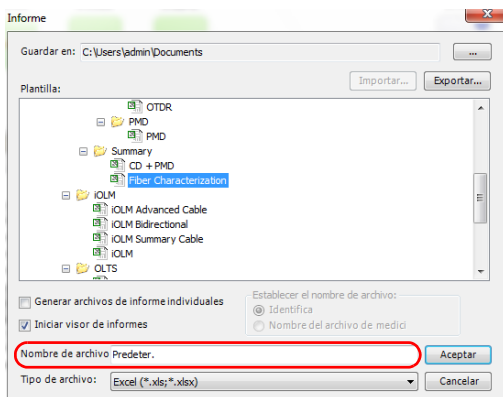 Informe
Guardar en: C:\Users\admin\Documents ...
Importar... Exportar...
Plantilla:
OTDR
PMD
PMD
Summary
CD + PMD
Fiber Characterization
iOLM
iOLM Advanced Cable
iOLM Bidirectional
iOLM Summary Cable
iOLM
OLTS
Generar archivos de informe individuales
Establecer el nombre de archivo:
Identifica
Iniciar visor de informes
Nombre del archivo de medici
Nombre de archivo Predeter. Aceptar
Tipo de archivo: Excel (*.xls;*.xlsx) Cancelar